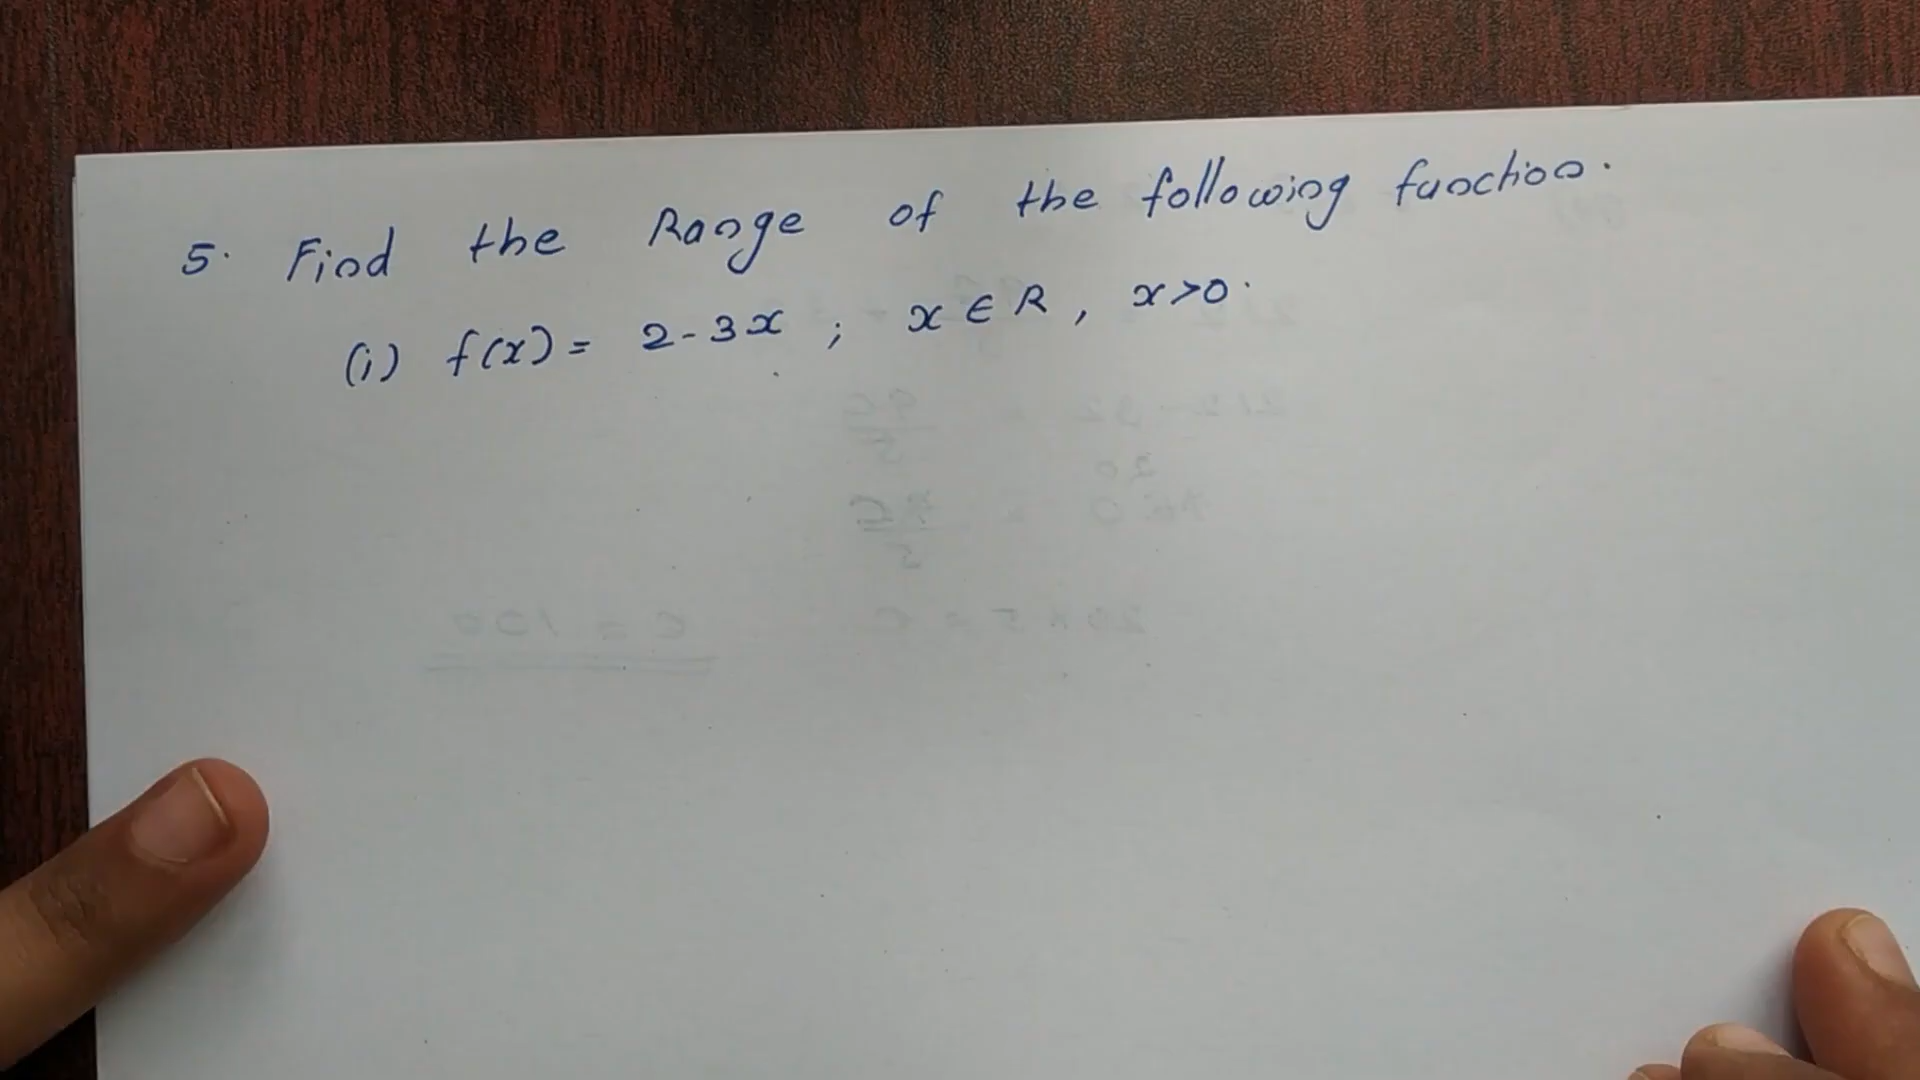 5. Find the Range of the following function.
(i) f(x) = 2-3x ; x ∈ R, x>0.